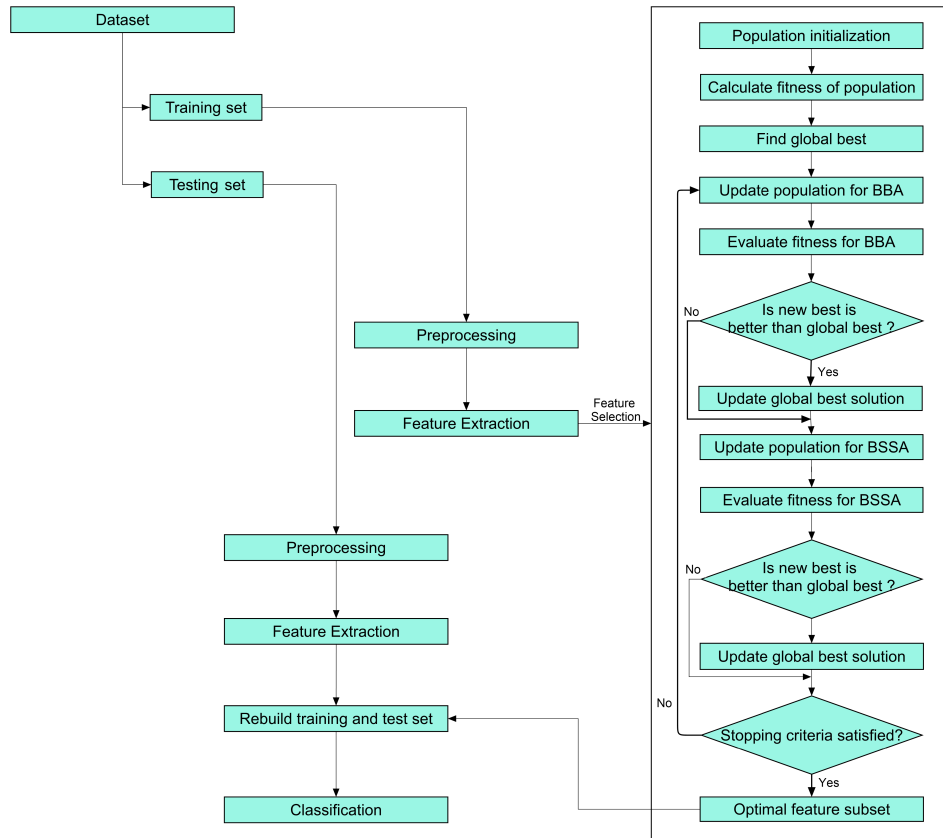 Dataset
Training set
Testing set
Preprocessing
Feature Extraction
Feature
Selection
Preprocessing
Feature Extraction
Rebuild training and test set
Classification
Population initialization
Calculate fitness of population
Find global best
Update population for BBA
Evaluate fitness for BBA
Is new best is
better than global best ?
No
Yes
Update global best solution
Update population for BSSA
Evaluate fitness for BSSA
Is new best is
better than global best ?
No
Update global best solution
Stopping criteria satisfied?
No
Yes
Optimal feature subset